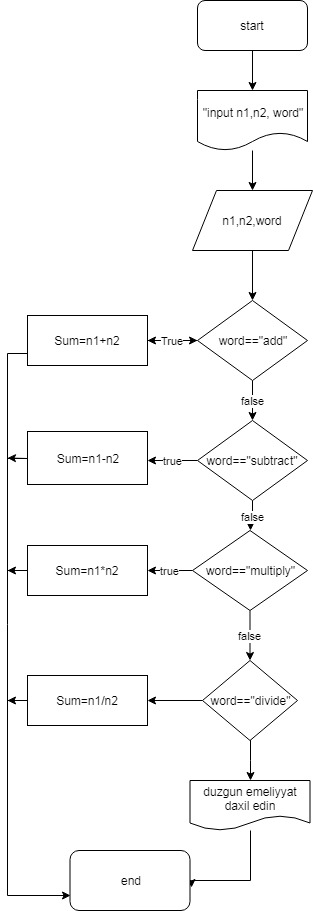 start
"input n1,n2, word"
n1,n2,word
Sum=n1+n2
True
word=="add"
false
Sum=n1-n2
true
word=="subtract"
false
Sum=n1*n2
true
word=="multiply"
false
Sum=n1/n2
word=="divide"
duzgun emeliyyat
daxil edin
end